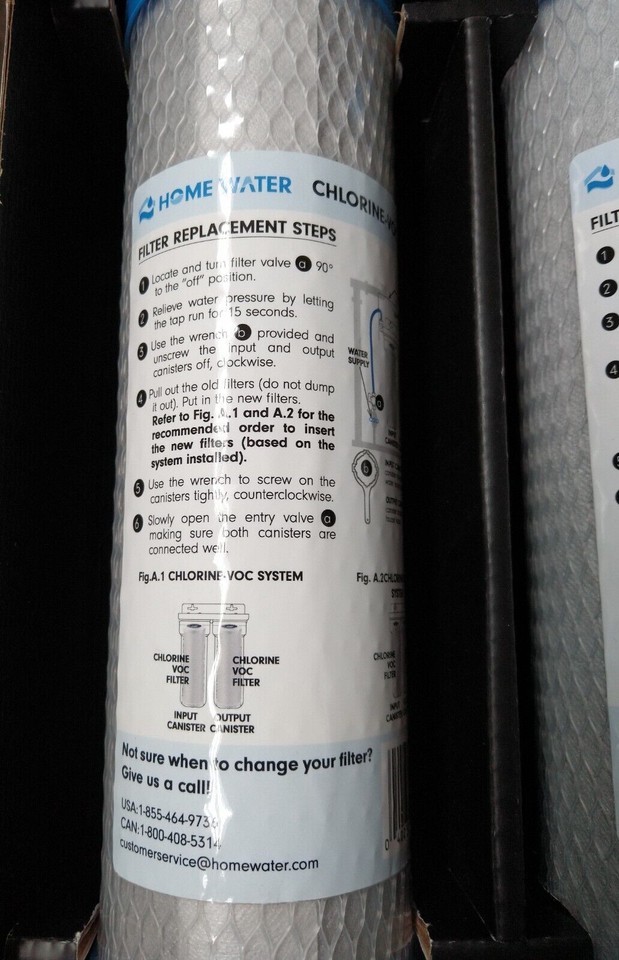 HOME WATER
CHLORINE-VO
FILTER REPLACEMENT STEPS
1 Locate and turn filter valve a 90°
to the "off" position.
2 Relieve water pressure by letting
the tap run for 15 seconds.
3 Use the wrench b provided and
unscrew the input and output
canisters off, clockwise.
4 Pull out the old filters (do not dump
it out). Put in the new filters.
Refer to Fig. A.1 and A.2 for the
recommended order to insert
the new filters (based on the
system installed).
5 Use the wrench to screw on the
canisters tightly, counterclockwise.
6 Slowly open the entry valve a
making sure both canisters are
connected well.
WATER
SUPPLY
a
b
Fig.A.1 CHLORINE-VOC SYSTEM
CHLORINE
VOC
FILTER
CHLORINE
VOC
FILTER
INPUT
CANISTER
OUTPUT
CANISTER
Fig. A.2
CHLORINE
VOC
FILTER
INPUT
Not sure when to change your filter?
Give us a call!
USA:1-855-464-9736
CAN:1-800-408-5314
customerservice@homewater.com
0
FILT
1
2
3
4